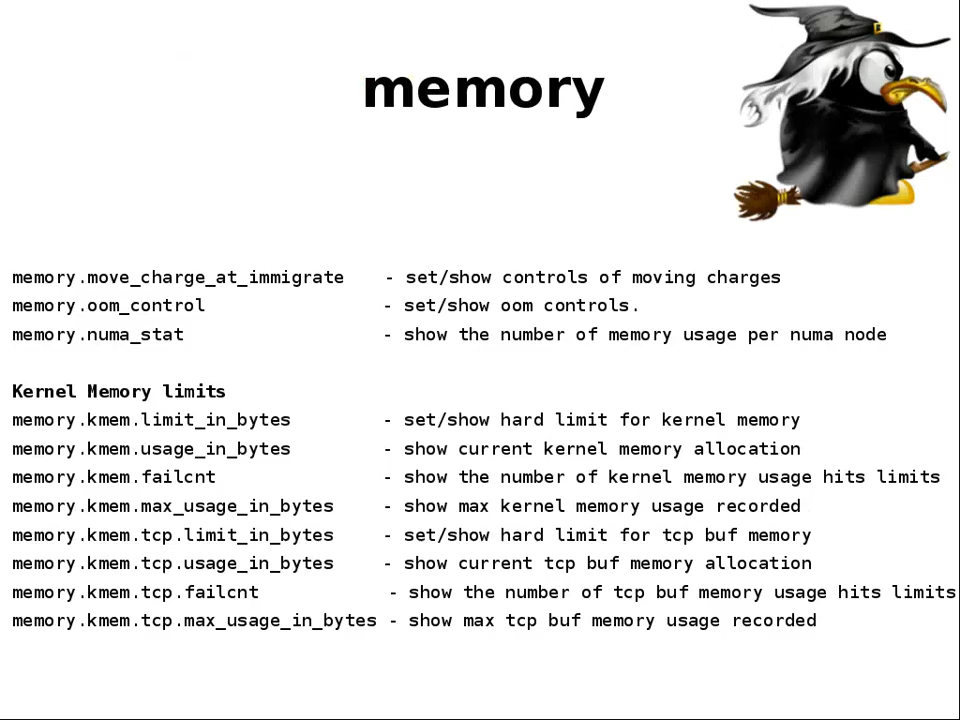 memory
memory.move_charge_at_immigrate - set/show controls of moving charges
memory.oom_control - set/show oom controls.
memory.numa_stat - show the number of memory usage per numa node
Kernel Memory limits
memory.kmem.limit_in_bytes - set/show hard limit for kernel memory
memory.kmem.usage_in_bytes - show current kernel memory allocation
memory.kmem.failcnt - show the number of kernel memory usage hits limits
memory.kmem.max_usage_in_bytes - show max kernel memory usage recorded
memory.kmem.tcp.limit_in_bytes - set/show hard limit for tcp buf memory
memory.kmem.tcp.usage_in_bytes - show current tcp buf memory allocation
memory.kmem.tcp.failcnt - show the number of tcp buf memory usage hits limits
memory.kmem.tcp.max_usage_in_bytes - show max tcp buf memory usage recorded